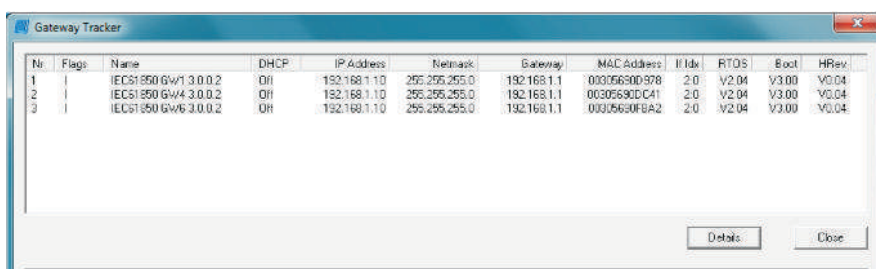 Gateway Tracker
Nr Flags Name DHCP IP Address Netmask Gateway MAC Address If.Idx RTOS Boot HRev
1 I IEC61850 GW1 3.0.0.2 Off 192.168.1.10 255.255.255.0 192.168.1.1 00305690D978 2:0 V2.04 V3.00 V0.04
2 I IEC61850 GW4 3.0.0.2 Off 192.168.1.10 255.255.255.0 192.168.1.1 00305690DC41 2:0 V2.04 V3.00 V0.04
3 I IEC61850 GW6 3.0.0.2 Off 192.168.1.10 255.255.255.0 192.168.1.1 00305690FBA2 2:0 V2.04 V3.00 V0.04
Details Close